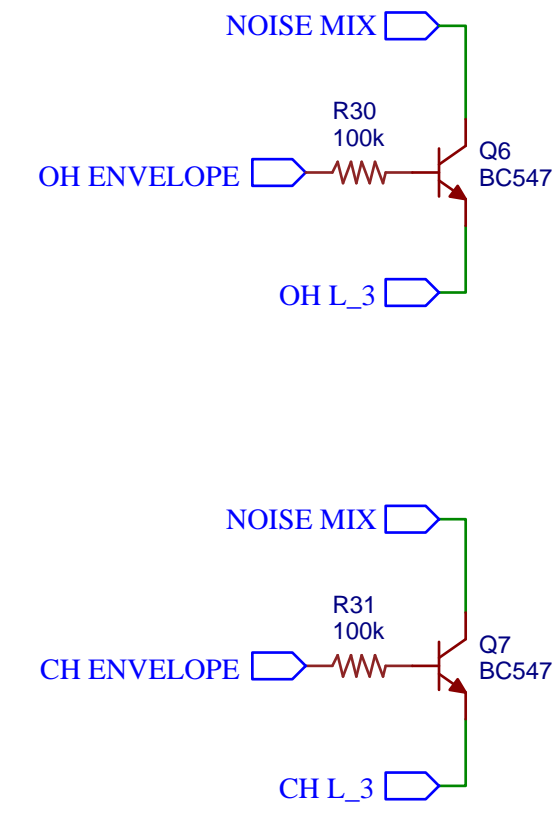 NOISE MIX
R30
100k
Q6
BC547
OH ENVELOPE
OH L_3
NOISE MIX
R31
100k
Q7
BC547
CH ENVELOPE
CH L_3